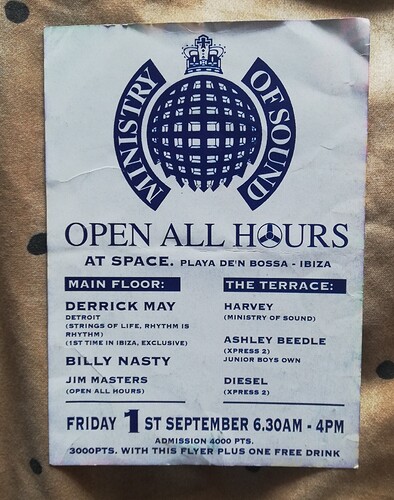 MINISTRY OF SOUND
OPEN ALL HOURS
AT SPACE. PLAYA DE'N BOSSA - IBIZA
MAIN FLOOR:
DERRICK MAY
DETROIT
(STRINGS OF LIFE, RHYTHM IS
RHYTHM)
(1ST TIME IN IBIZA, EXCLUSIVE)
BILLY NASTY
JIM MASTERS
(OPEN ALL HOURS)
THE TERRACE:
HARVEY
(MINISTRY OF SOUND)
ASHLEY BEEDLE
(XPRESS 2)
JUNIOR BOYS OWN
DIESEL
(XPRESS 2)
FRIDAY 1ST SEPTEMBER 6.30AM - 4PM
ADMISSION 4000 PTS.
3000PTS. WITH THIS FLYER PLUS ONE FREE DRINK